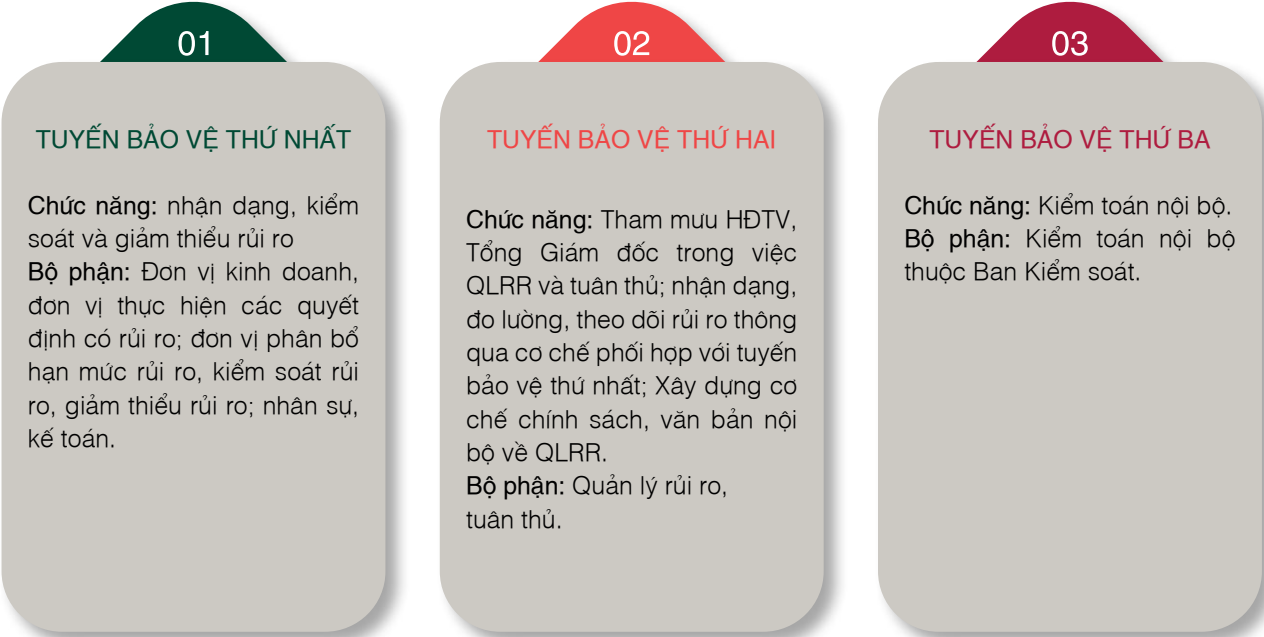 01
TUYẾN BẢO VỆ THỨ NHẤT
Chức năng: nhận dạng, kiểm
soát và giảm thiểu rủi ro
Bộ phận: Đơn vị kinh doanh,
đơn vị thực hiện các quyết
định có rủi ro; đơn vị phân bổ
hạn mức rủi ro, kiểm soát rủi
ro, giảm thiểu rủi ro; nhân sự,
kế toán.
02
TUYẾN BẢO VỆ THỨ HAI
Chức năng: Tham mưu HĐTV,
Tổng Giám đốc trong việc
QLRR và tuân thủ; nhận dạng,
đo lường, theo dõi rủi ro thông
qua cơ chế phối hợp với tuyến
bảo vệ thứ nhất; Xây dựng cơ
chế chính sách, văn bản nội
bộ về QLRR.
Bộ phận: Quản lý rủi ro,
tuân thủ.
03
TUYẾN BẢO VỆ THỨ BA
Chức năng: Kiểm toán nội bộ.
Bộ phận: Kiểm toán nội bộ
thuộc Ban Kiểm soát.